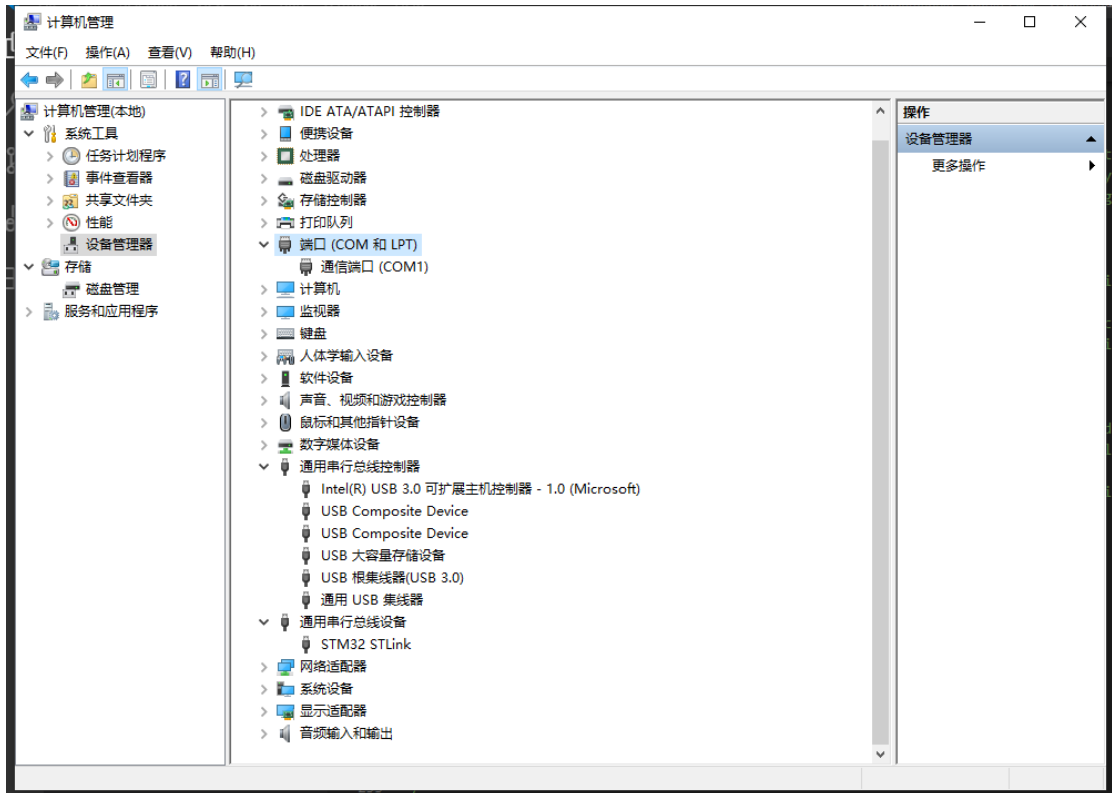 计算机管理
文件(F) 操作(A) 查看(V) 帮助(H)
计算机管理(本地)
系统工具
任务计划程序
事件查看器
共享文件夹
性能
设备管理器
存储
磁盘管理
服务和应用程序
IDE ATA/ATAPI 控制器
便携设备
处理器
磁盘驱动器
存储控制器
打印队列
端口 (COM 和 LPT)
通信端口 (COM1)
计算机
监视器
键盘
人体学输入设备
软件设备
声音、视频和游戏控制器
鼠标和其他指针设备
数字媒体设备
通用串行总线控制器
Intel(R) USB 3.0 可扩展主机控制器 - 1.0 (Microsoft)
USB Composite Device
USB Composite Device
USB 大容量存储设备
USB 根集线器(USB 3.0)
通用 USB 集线器
通用串行总线设备
STM32 STLink
网络适配器
系统设备
显示适配器
音频输入和输出
操作
设备管理器
更多操作